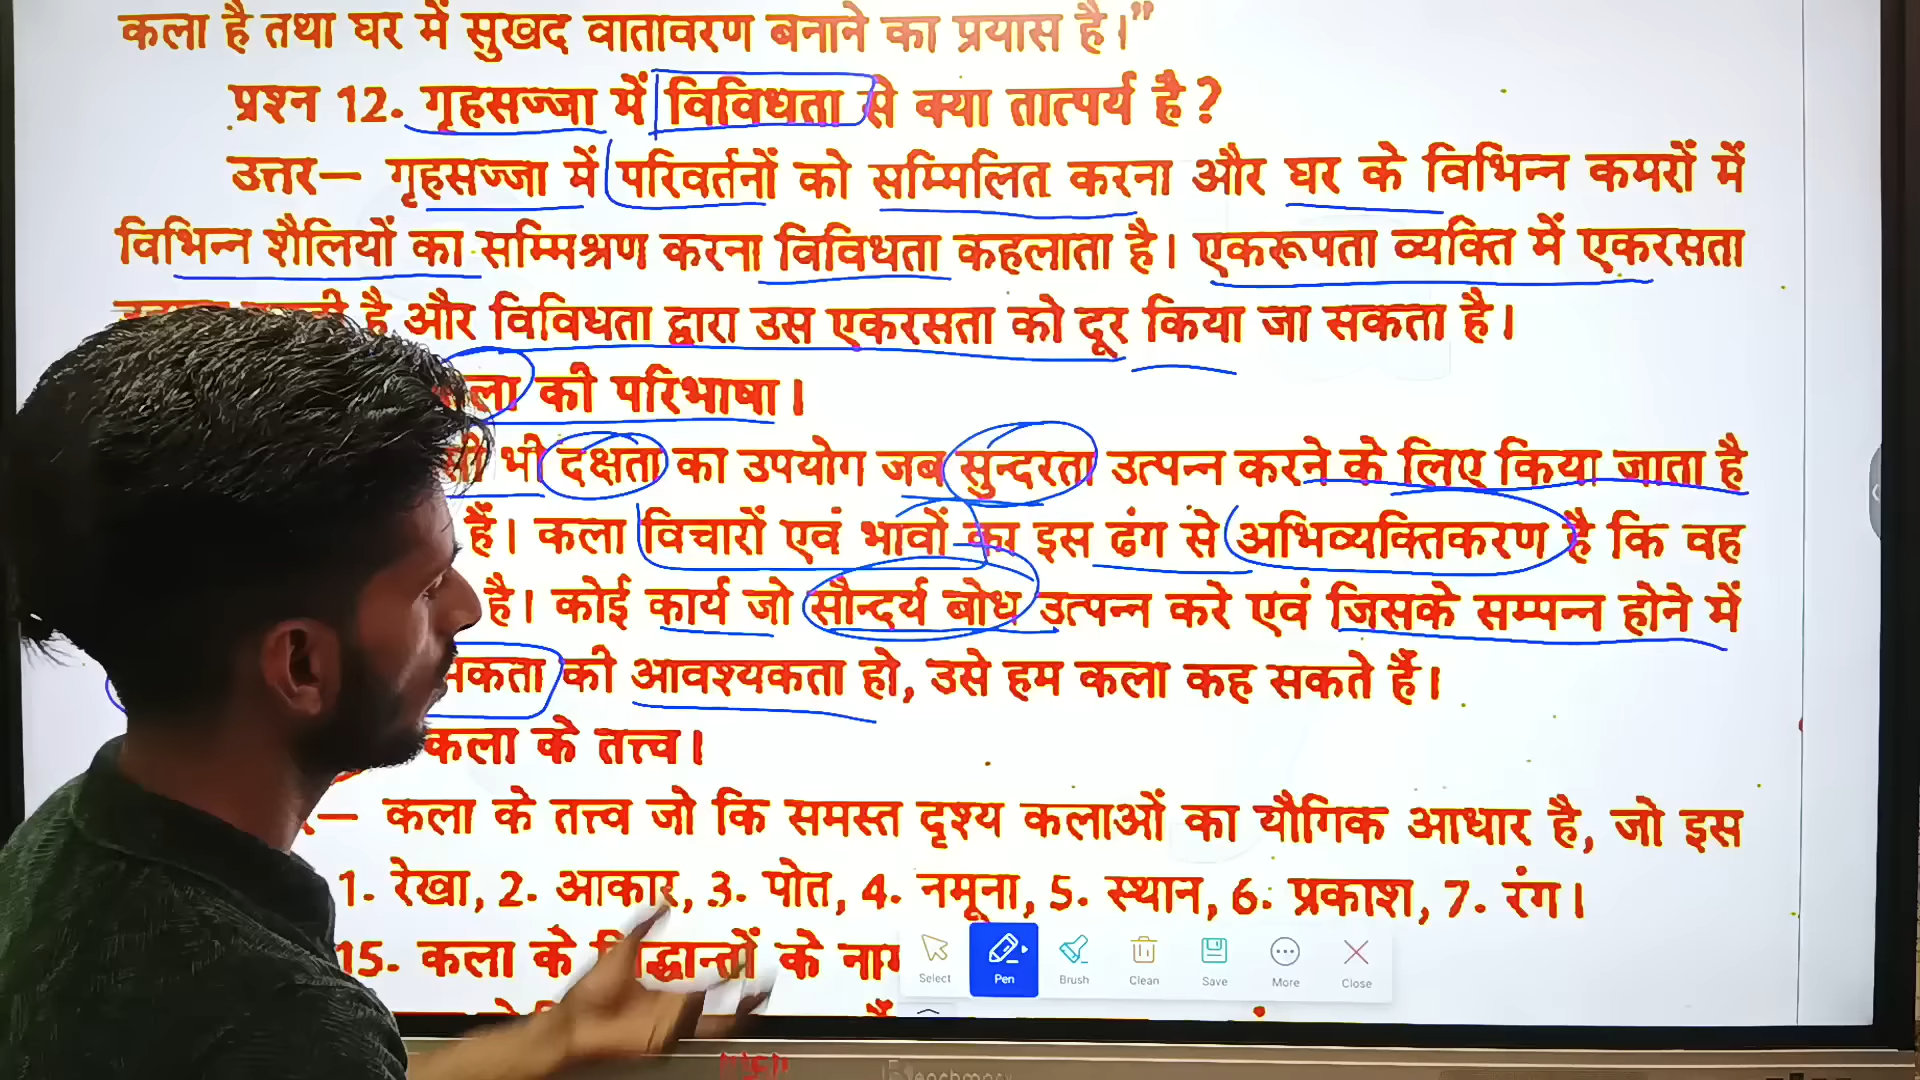 कला है तथा घर में सुखद वातावरण बनाने का प्रयास है।”
प्रश्न 12. गृहसज्जा में विविधता से क्या तात्पर्य है ?
उत्तर— गृहसज्जा में परिवर्तनों को सम्मिलित करना और घर के विभिन्न कमरों में
विभिन्न शैलियों का सम्मिश्रण करना विविधता कहलाता है। एकरूपता व्यक्ति में एकरसता
है और विविधता द्वारा उस एकरसता को दूर किया जा सकता है।
की परिभाषा।
भी दक्षता का उपयोग जब सुन्दरता उत्पन्न करने के लिए किया जाता है
हैं। कला विचारों एवं भावों का इस ढंग से अभिव्यक्तिकरण है कि वह
है। कोई कार्य जो सौन्दर्य बोध उत्पन्न करे एवं जिसके सम्पन्न होने में
की आवश्यकता हो, उसे हम कला कह सकते हैं।
कला के तत्त्व।
— कला के तत्त्व जो कि समस्त दृश्य कलाओं का यौगिक आधार है, जो इस
1. रेखा, 2. आकार, 3. पोत, 4. नमूना, 5. स्थान, 6. प्रकाश, 7. रंग।
15. कला के सिद्धान्तों के
Select Pen Brush Clean Save More Close